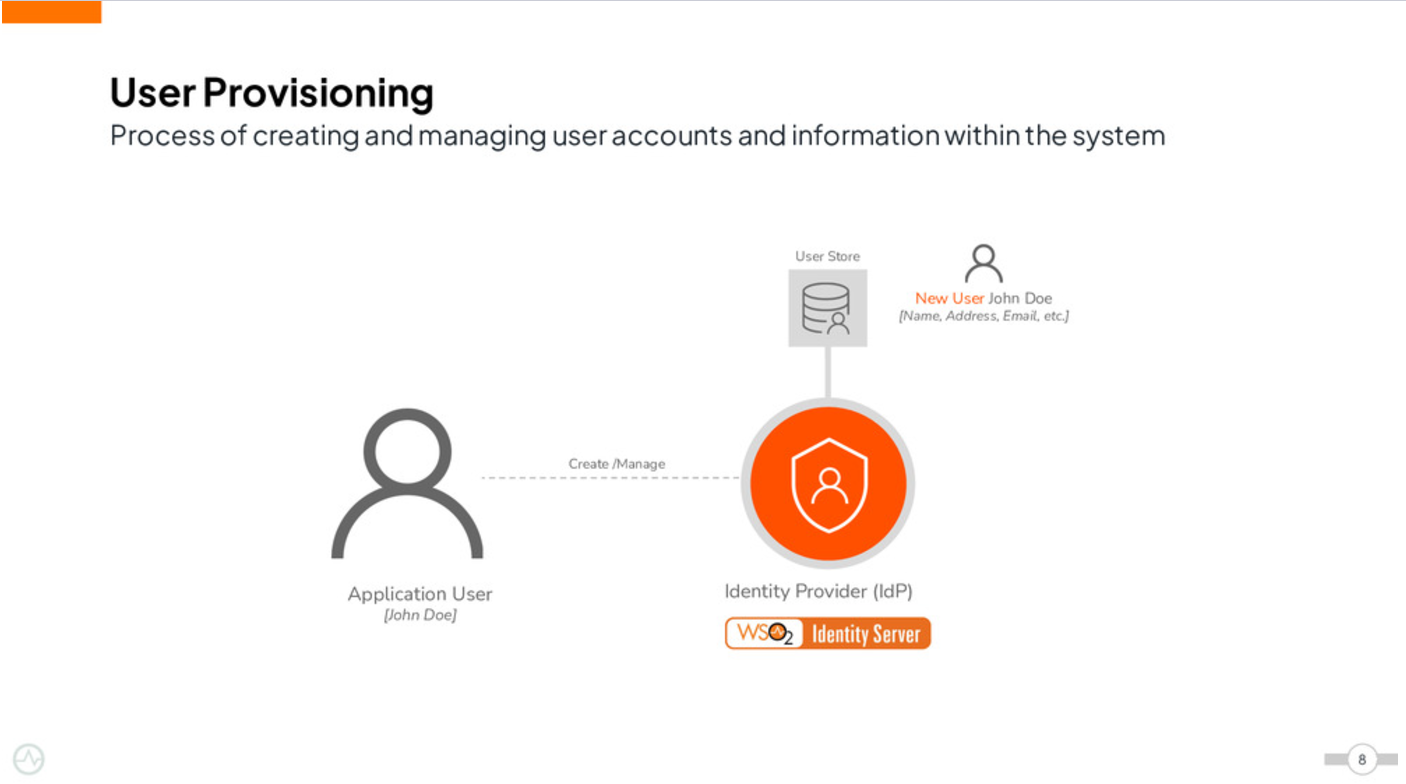 User Provisioning
Process of creating and managing user accounts and information within the system
User Store
New User John Doe
[Name, Address, Email, etc.]
Create /Manage
Application User
[John Doe]
Identity Provider (IdP)
WSO2 Identity Server
8